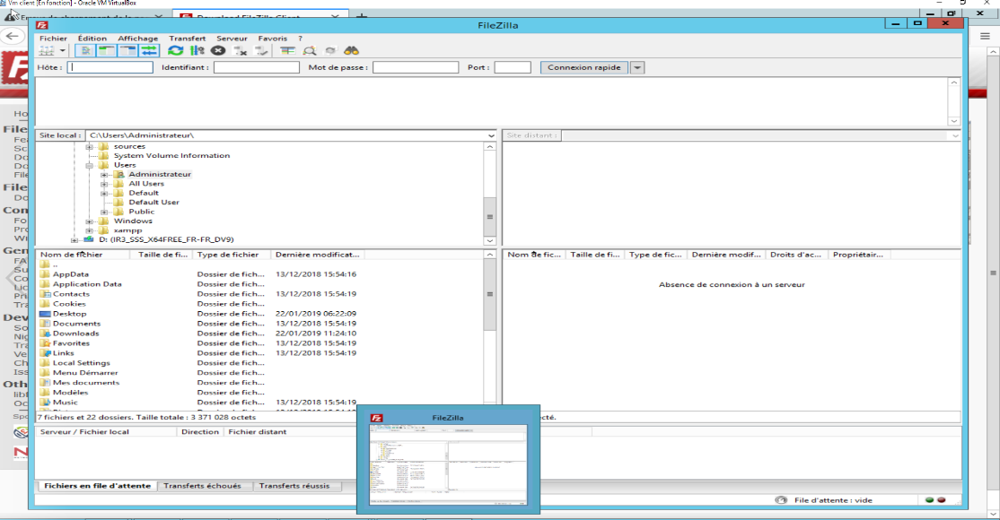 Vm client [En fonction] - Oracle VM VirtualBox
Download FileZilla Client
FileZilla
Fichier Édition Affichage Transfert Serveur Favoris ?
Hôte : Identifiant : Mot de passe : Port : Connexion rapide
Site local : C:\Users\Administrateur\
Site distant :
sources
System Volume Information
Users
Administrateur
All Users
Default
Default User
Public
Windows
xampp
D: (IR3_SSS_X64FREE_FR-FR_DV9)
Nom de fichier Taille de fi... Type de fichier Dernière modificat...
Nom de fic... Taille de fi... Type de fic... Dernière modif... Droits d'ac... Propriétair...
..
AppData Dossier de fich... 13/12/2018 15:54:16
Application Data Dossier de fich...
Contacts Dossier de fich... 13/12/2018 15:54:19
Cookies Dossier de fich...
Desktop Dossier de fich... 22/01/2019 06:22:09
Documents Dossier de fich... 13/12/2018 15:54:19
Downloads Dossier de fich... 22/01/2019 11:24:10
Favorites Dossier de fich... 13/12/2018 15:54:19
Links Dossier de fich... 13/12/2018 15:54:19
Local Settings Dossier de fich...
Menu Démarrer Dossier de fich...
Mes documents Dossier de fich...
Modèles Dossier de fich...
Music Dossier de fich... 13/12/2018 15:54:19
Absence de connexion à un serveur
7 fichiers et 22 dossiers. Taille totale : 3 371 028 octets
Serveur / Fichier local Direction Fichier distant
FileZilla
Fichiers en file d'attente Transferts échoués Transferts réussis
File d'attente : vide